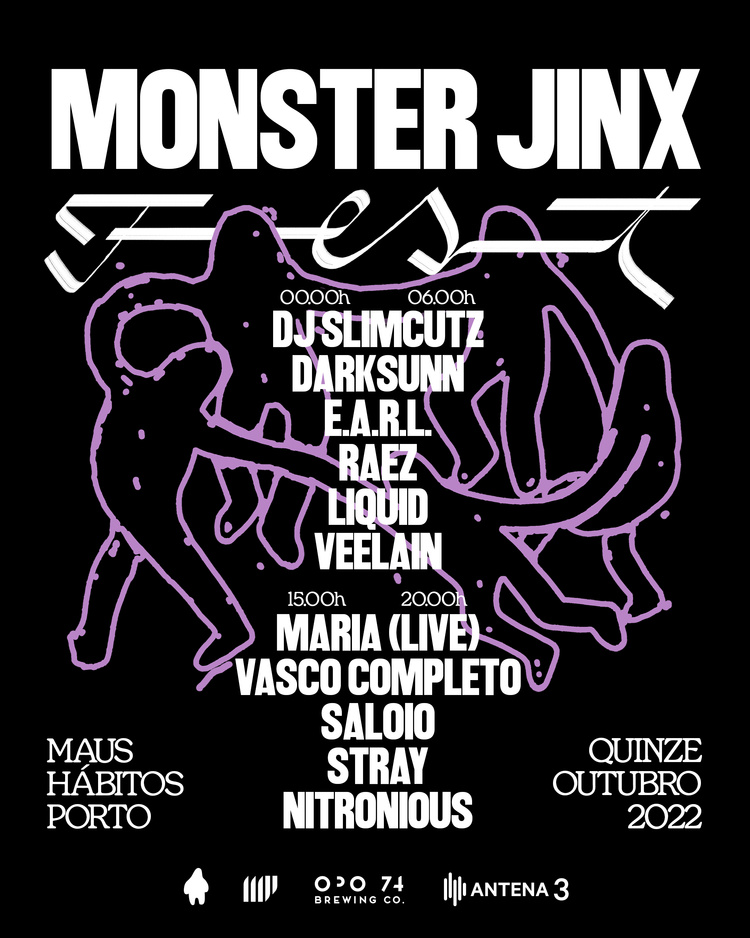 MONSTER JINX
Fest
00.00h 06.00h
DJ SLIMCUTZ
DARKSUNN
E.A.R.L.
RAEZ
LIQUID
VEELAIN
15.00h 20.00h
MARIA (LIVE)
VASCO COMPLETO
SALOIO
STRAY
NITRONIOUS
MAUS
HÁBITOS
PORTO
QUINZE
OUTUBRO
2022
OPO 74
BREWING CO.
ANTENA 3